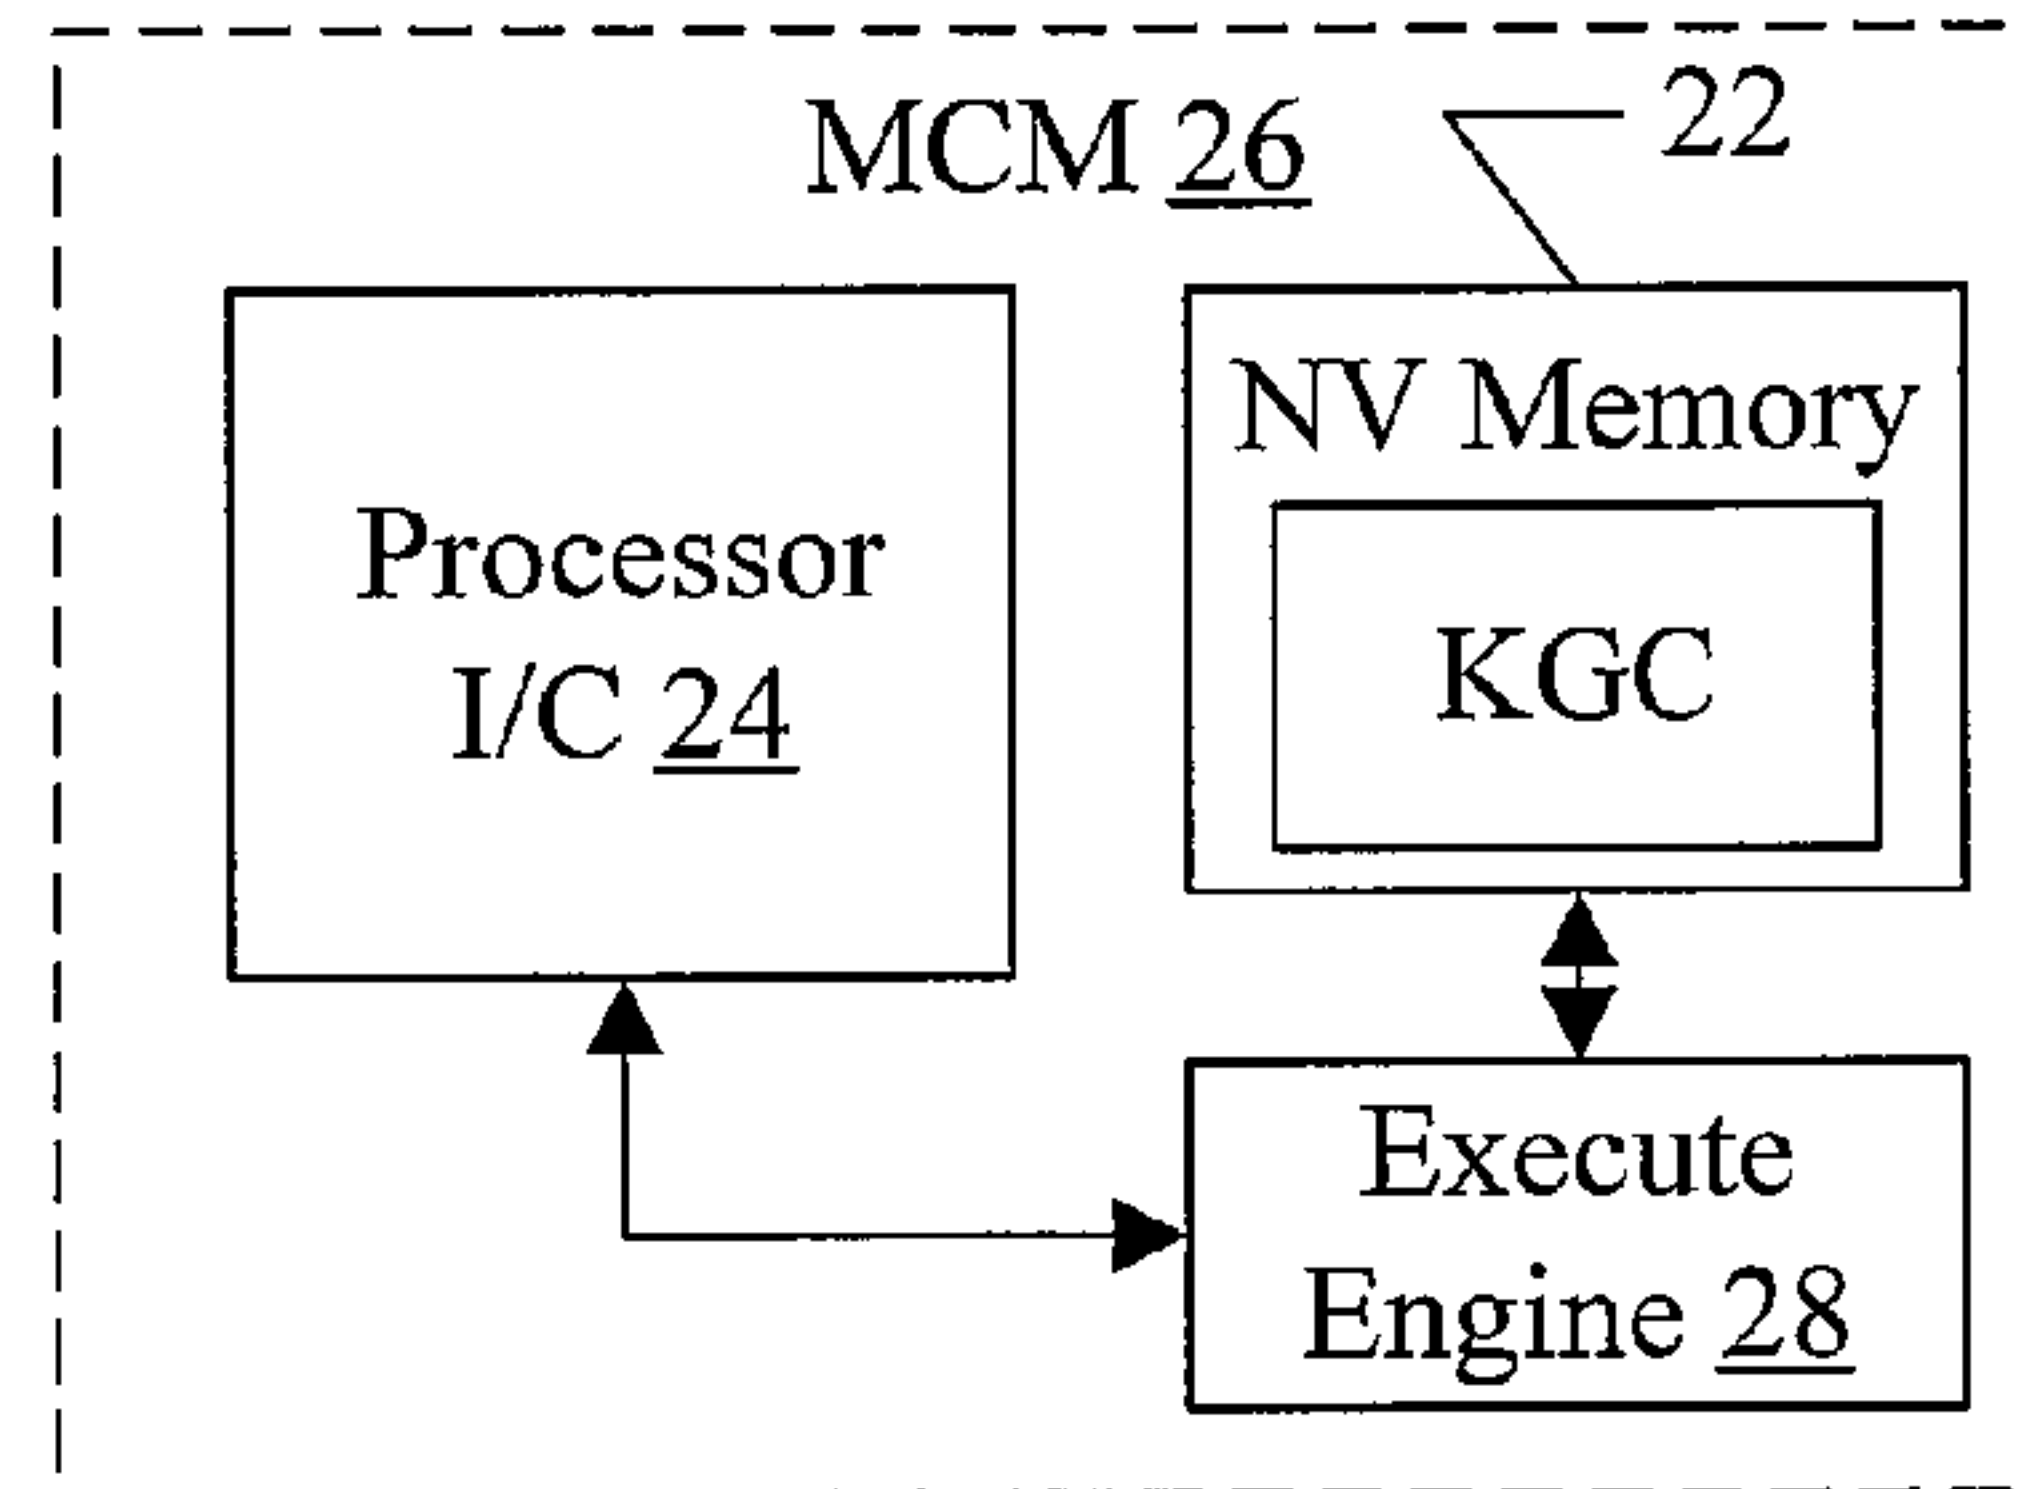 MCM 26
22
NV Memory
KGC
Processor
I/C 24
Execute
Engine 28